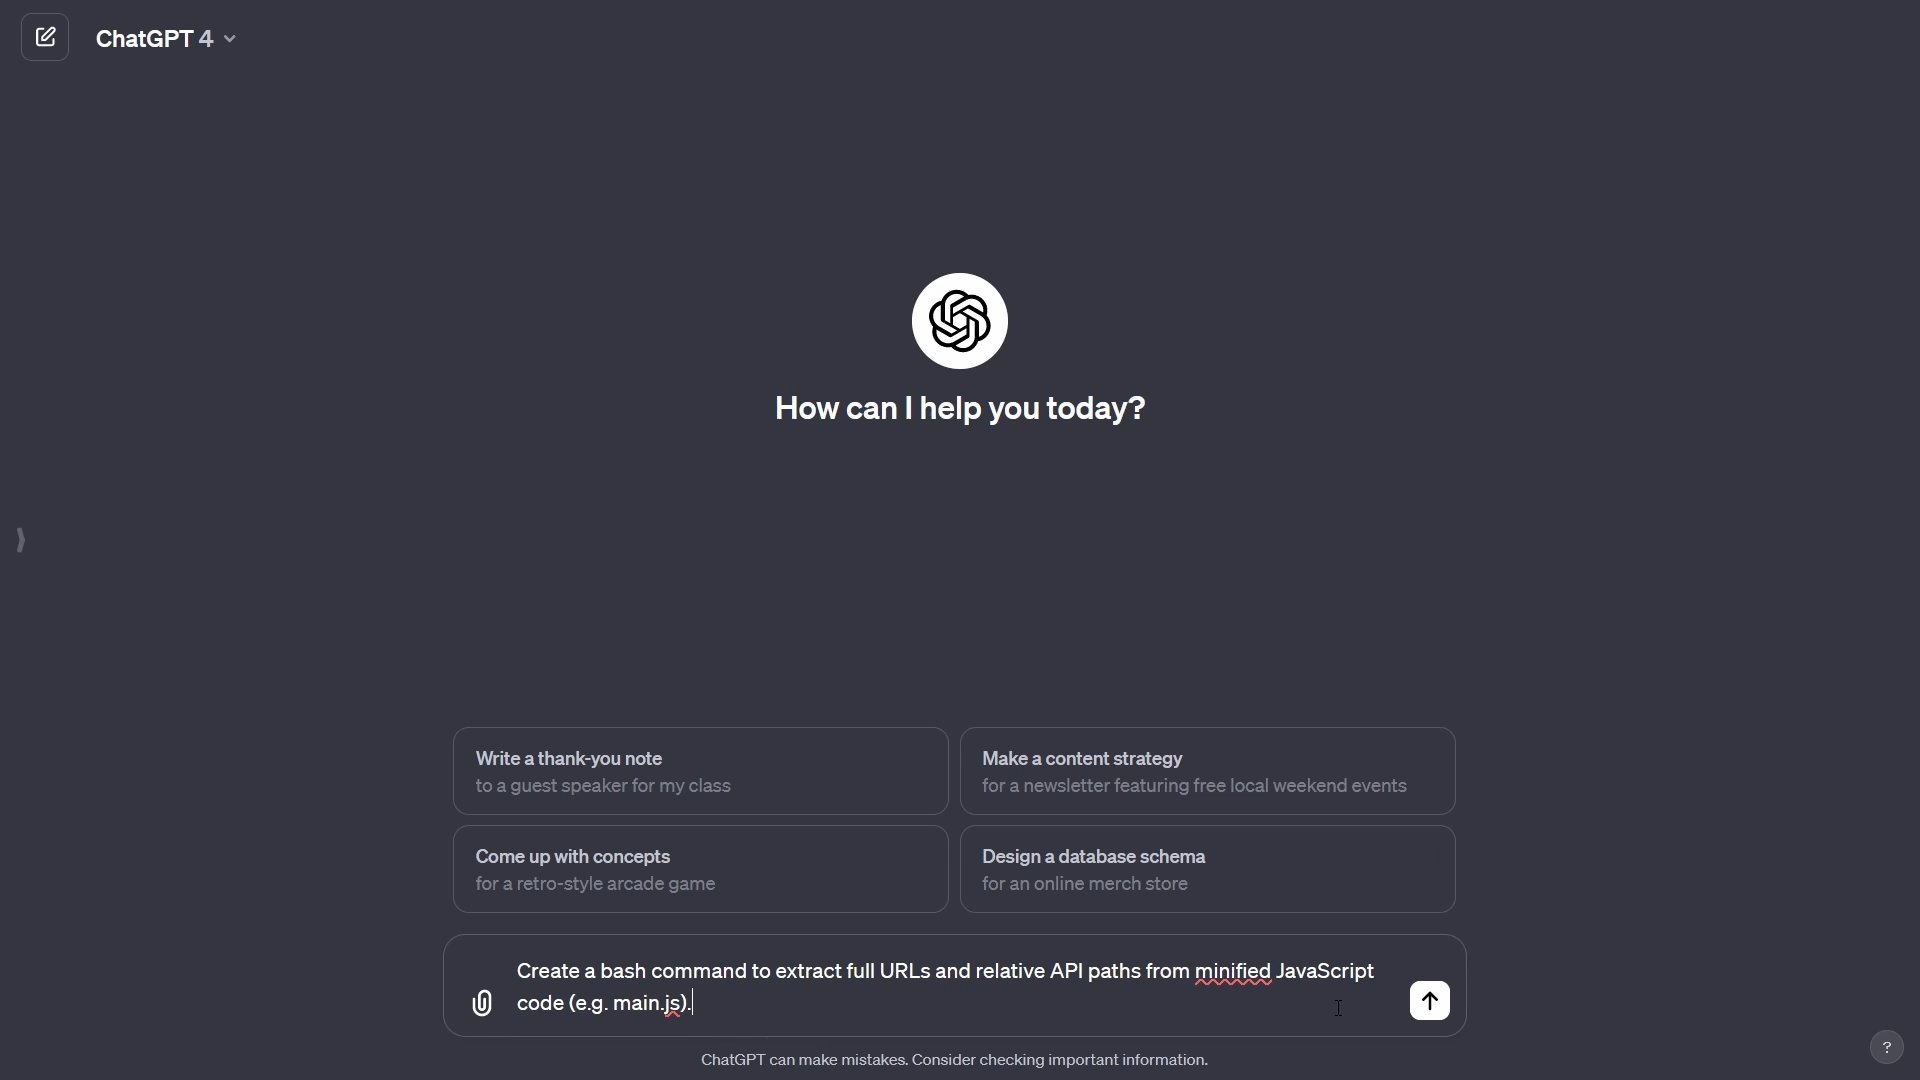 ChatGPT 4
How can I help you today?
Write a thank-you note
to a guest speaker for my class
Make a content strategy
for a newsletter featuring free local weekend events
Come up with concepts
for a retro-style arcade game
Design a database schema
for an online merch store
Create a bash command to extract full URLs and relative API paths from minified JavaScript
code (e.g. main.js).
ChatGPT can make mistakes. Consider checking important information.
?